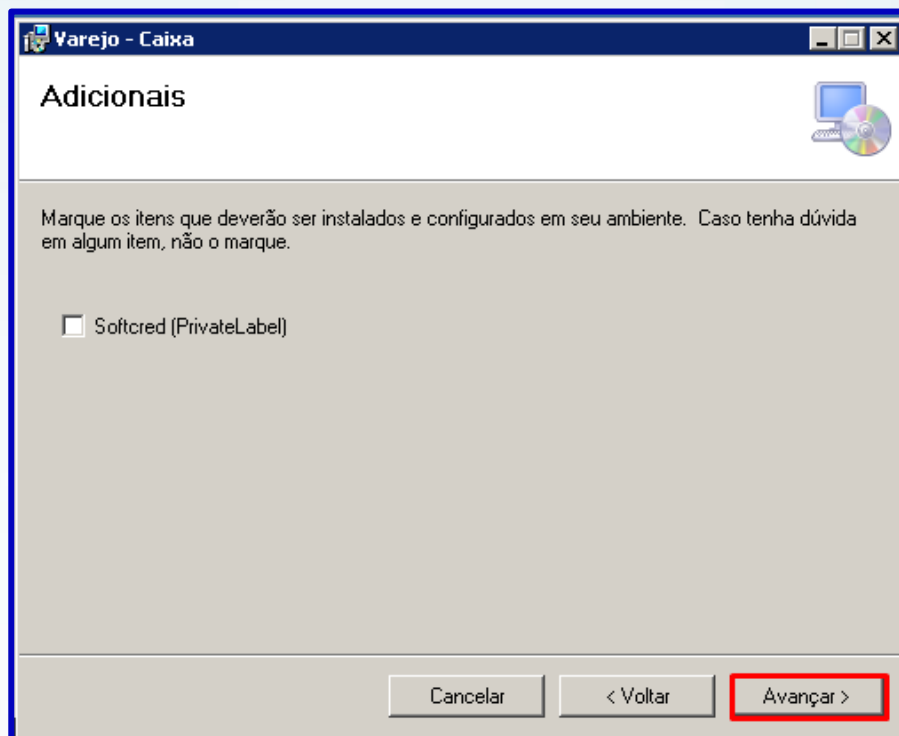 Varejo - Caixa
Adicionais
Marque os itens que deverão ser instalados e configurados em seu ambiente.  Caso tenha dúvida
em algum item, não o marque.
Softcred (PrivateLabel)
Cancelar
< Voltar
Avançar >